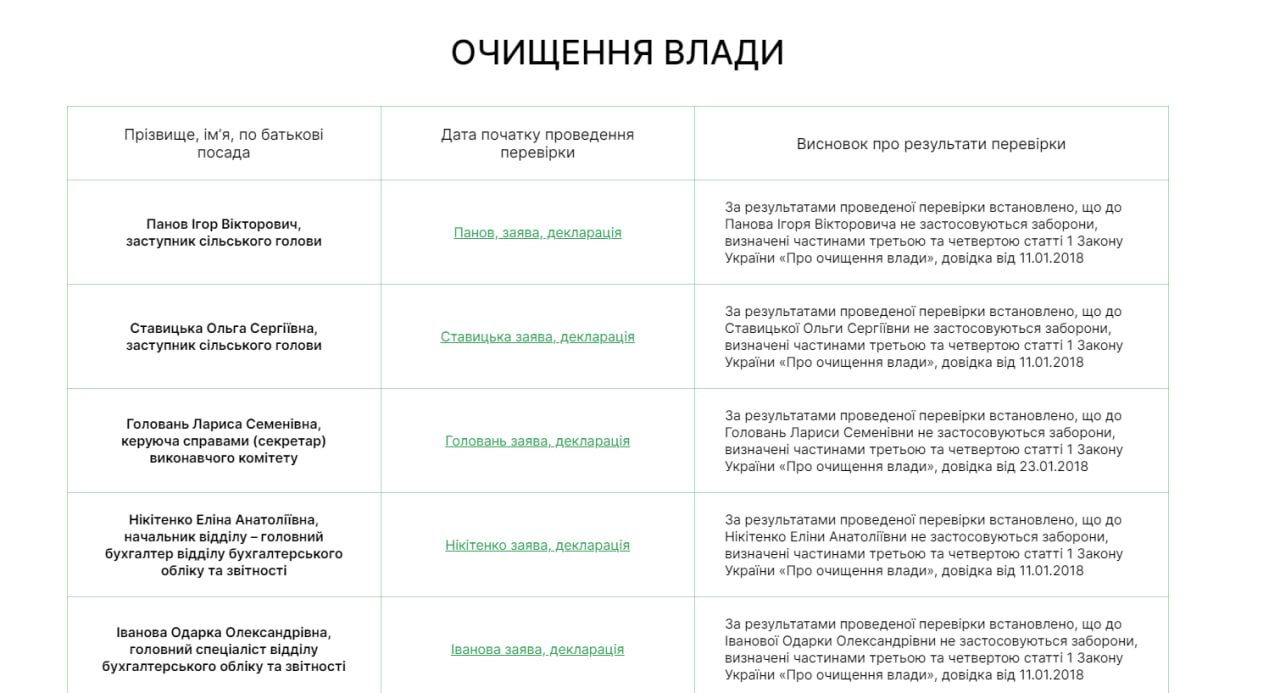 ОЧИЩЕННЯ ВЛАДИ
Прізвище, ім'я, по батькові
посада
Дата початку проведення
перевірки
Висновок про результати перевірки
Панов Ігор Вікторович,
заступник сільського голови
Панов, заява, декларація
За результатами проведеної перевірки встановлено, що до
Панова Ігоря Вікторовича не застосовуються заборони,
визначені частинами третьою та четвертою статті 1 Закону
України «Про очищення влади», довідка від 11.01.2018
Ставицька Ольга Сергіївна,
заступник сільського голови
Ставицька заява, декларація
За результатами проведеної перевірки встановлено, що до
Ставицької Ольги Сергіївни не застосовуються заборони,
визначені частинами третьою та четвертою статті 1 Закону
України «Про очищення влади», довідка від 11.01.2018
Головань Лариса Семенівна,
керуюча справами (секретар)
виконавчого комітету
Головань заява, декларація
За результатами проведеної перевірки встановлено, що до
Головань Лариси Семенівни не застосовуються заборони,
визначені частинами третьою та четвертою статті 1 Закону
України «Про очищення влади», довідка від 23.01.2018
Нікітенко Еліна Анатоліївна,
начальник відділу – головний
бухгалтер відділу бухгалтерського
обліку та звітності
Нікітенко заява, декларація
За результатами проведеної перевірки встановлено, що до
Нікітенко Еліни Анатоліївни не застосовуються заборони,
визначені частинами третьою та четвертою статті 1 Закону
України «Про очищення влади», довідка від 11.01.2018
Іванова Одарка Олександрівна,
головний спеціаліст відділу
бухгалтерського обліку та звітності
Іванова заява, декларація
За результатами проведеної перевірки встановлено, що до
Іванової Одарки Олександрівни не застосовуються заборони,
визначені частинами третьою та четвертою статті 1 Закону
України «Про очищення влади», довідка від 11.01.2018